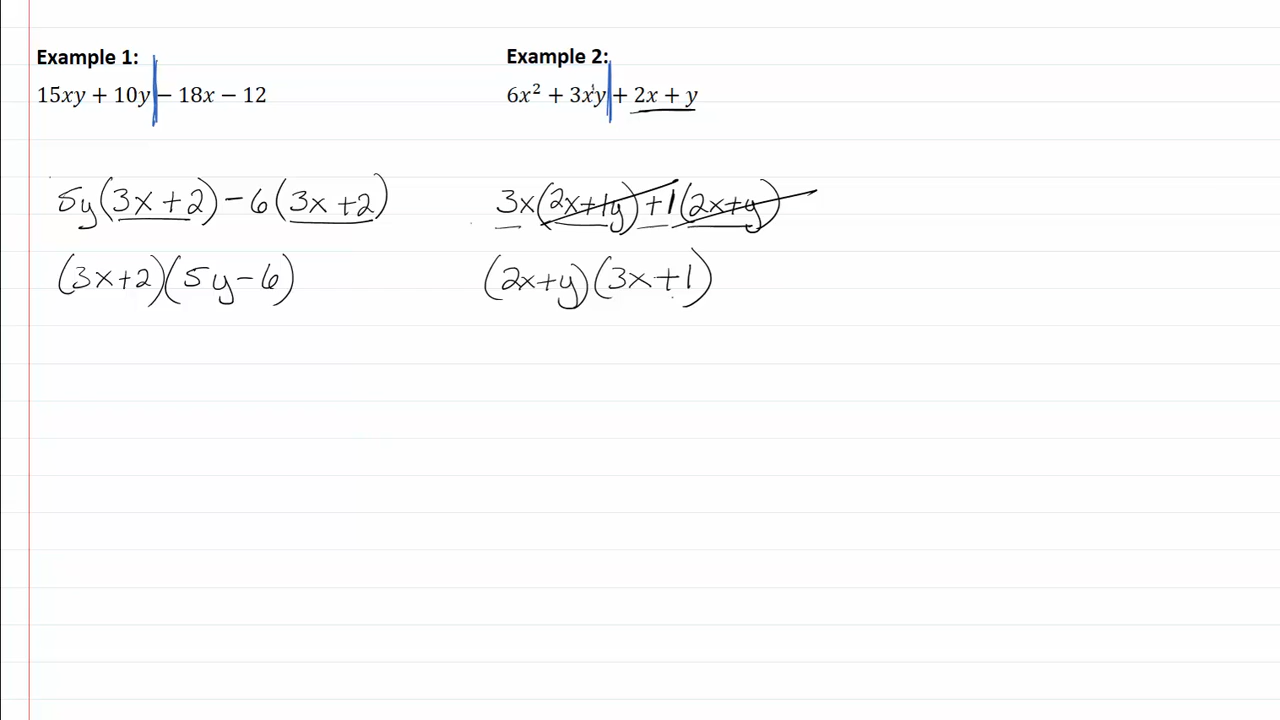 Example 1:
15xy + 10y − 18x − 12
5y(3x+2)-6(3x+2)
(3x+2)(5y-6)
Example 2:
6x² + 3xy + 2x + y
3x(2x+1y)+1(2x+y)
(2x+y)(3x+1)